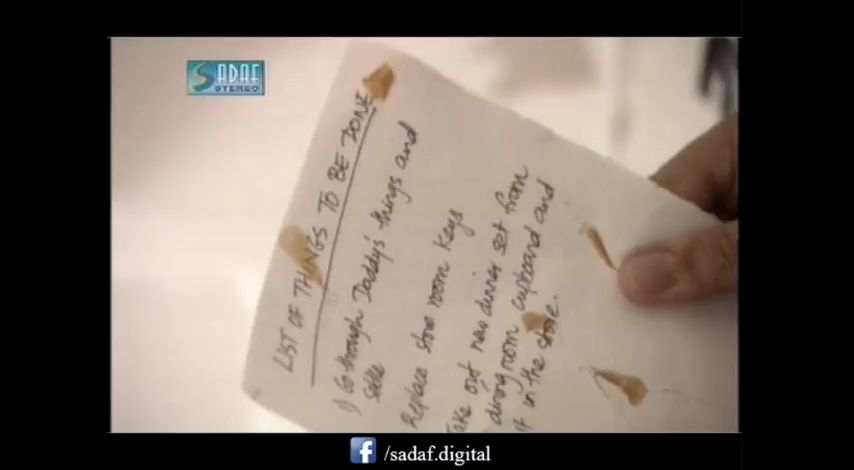 SADAF
STEREO
LIST OF THINGS TO BE DONE
1) Go through Daddy's things and
Replace store room keys
Take out new dinner set from
dining room cupboard and
it in the store.
/sadaf.digital